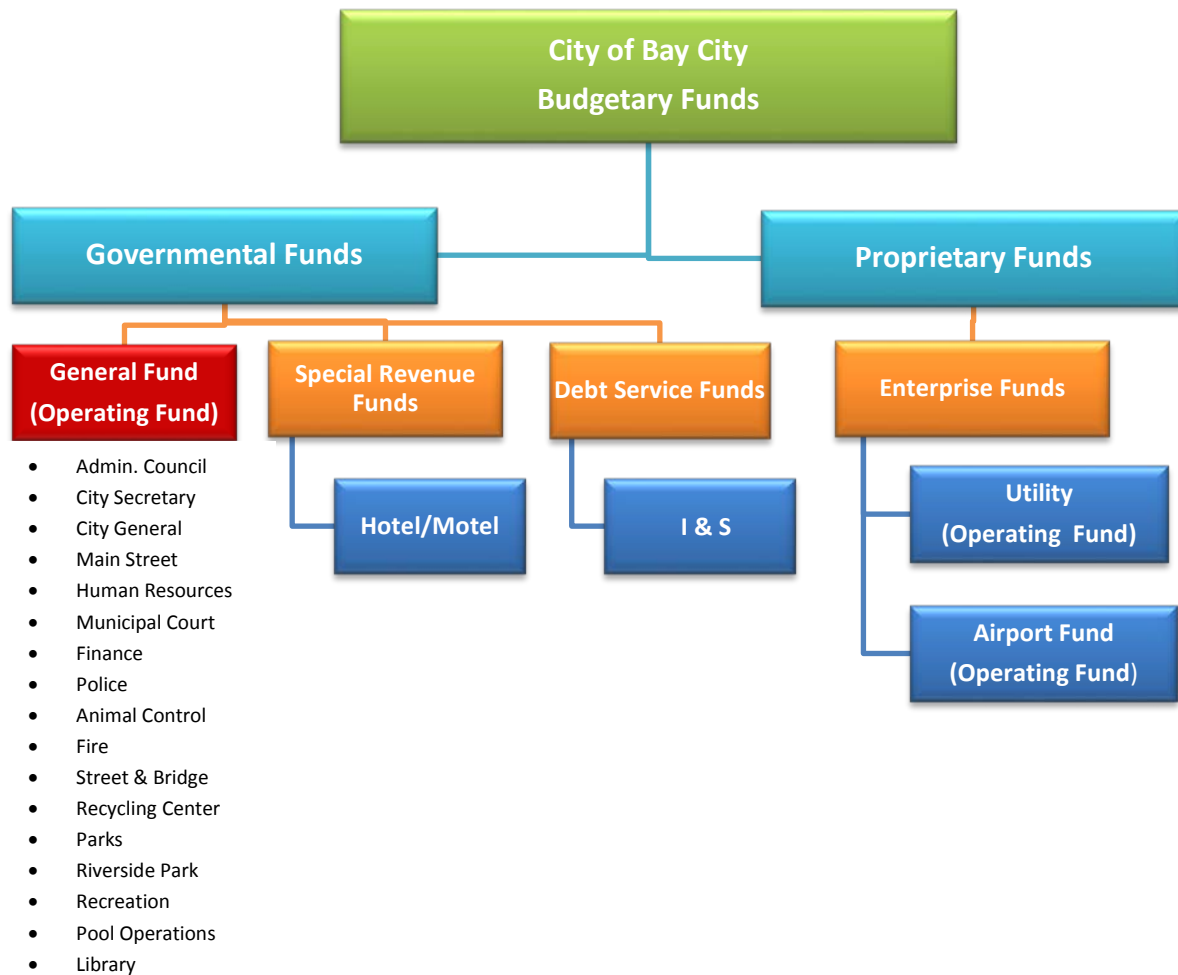 City of Bay City
Budgetary Funds
Governmental Funds
Proprietary Funds
General Fund
(Operating Fund)
Special Revenue
Funds
Debt Service Funds
Enterprise Funds
• Admin. Council
• City Secretary
• City General
• Main Street
• Human Resources
• Municipal Court
• Finance
• Police
• Animal Control
• Fire
• Street & Bridge
• Recycling Center
• Parks
• Riverside Park
• Recreation
• Pool Operations
• Library
Hotel/Motel
I & S
Utility
(Operating Fund)
Airport Fund
(Operating Fund)